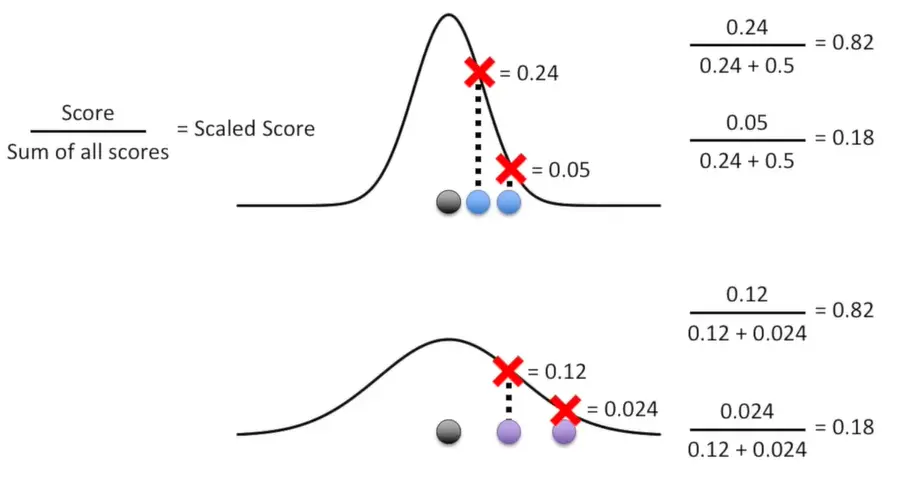 Score
Sum of all scores
= Scaled Score
= 0.24
= 0.05
0.24
0.24 + 0.5
= 0.82
0.05
0.24 + 0.5
= 0.18
= 0.12
= 0.024
0.12
0.12 + 0.024
= 0.82
0.024
0.12 + 0.024
= 0.18